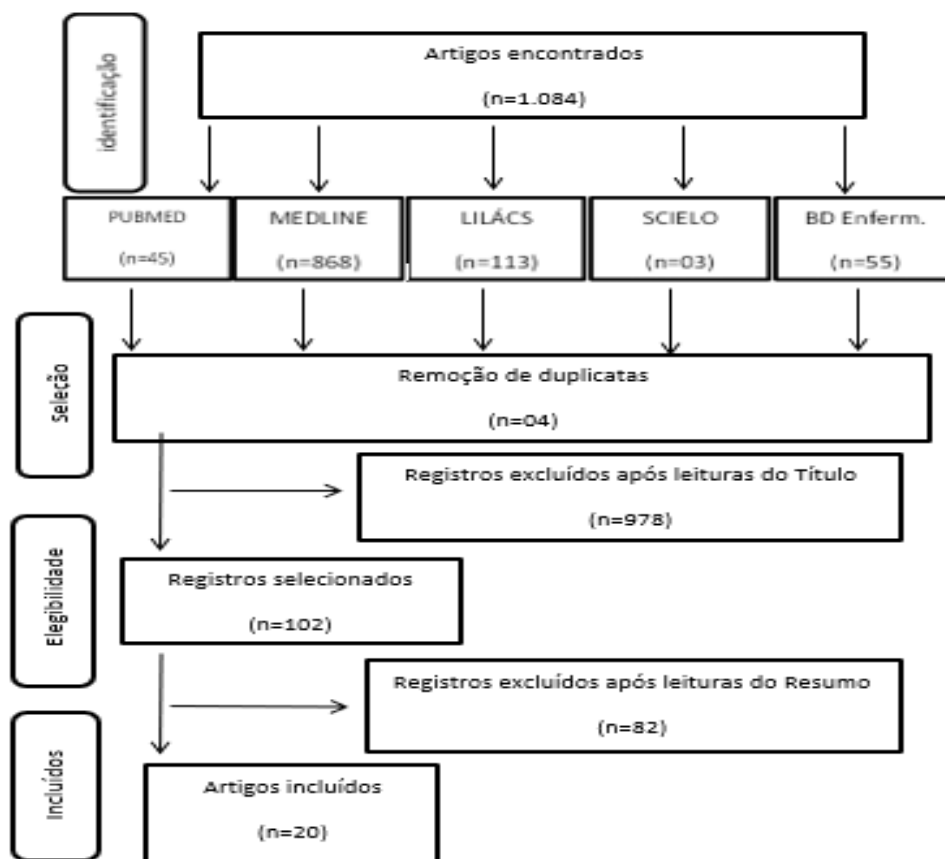 identificação
Artigos encontrados
(n=1.084)
PUBMED
(n=45)
MEDLINE
(n=868)
LILÁCS
(n=113)
SCIELO
(n=03)
BD Enferm.
(n=55)
Seleção
Remoção de duplicatas
(n=04)
Registros excluídos após leituras do Título
(n=978)
Elegibilidade
Registros selecionados
(n=102)
Registros excluídos após leituras do Resumo
(n=82)
Incluídos
Artigos incluídos
(n=20)